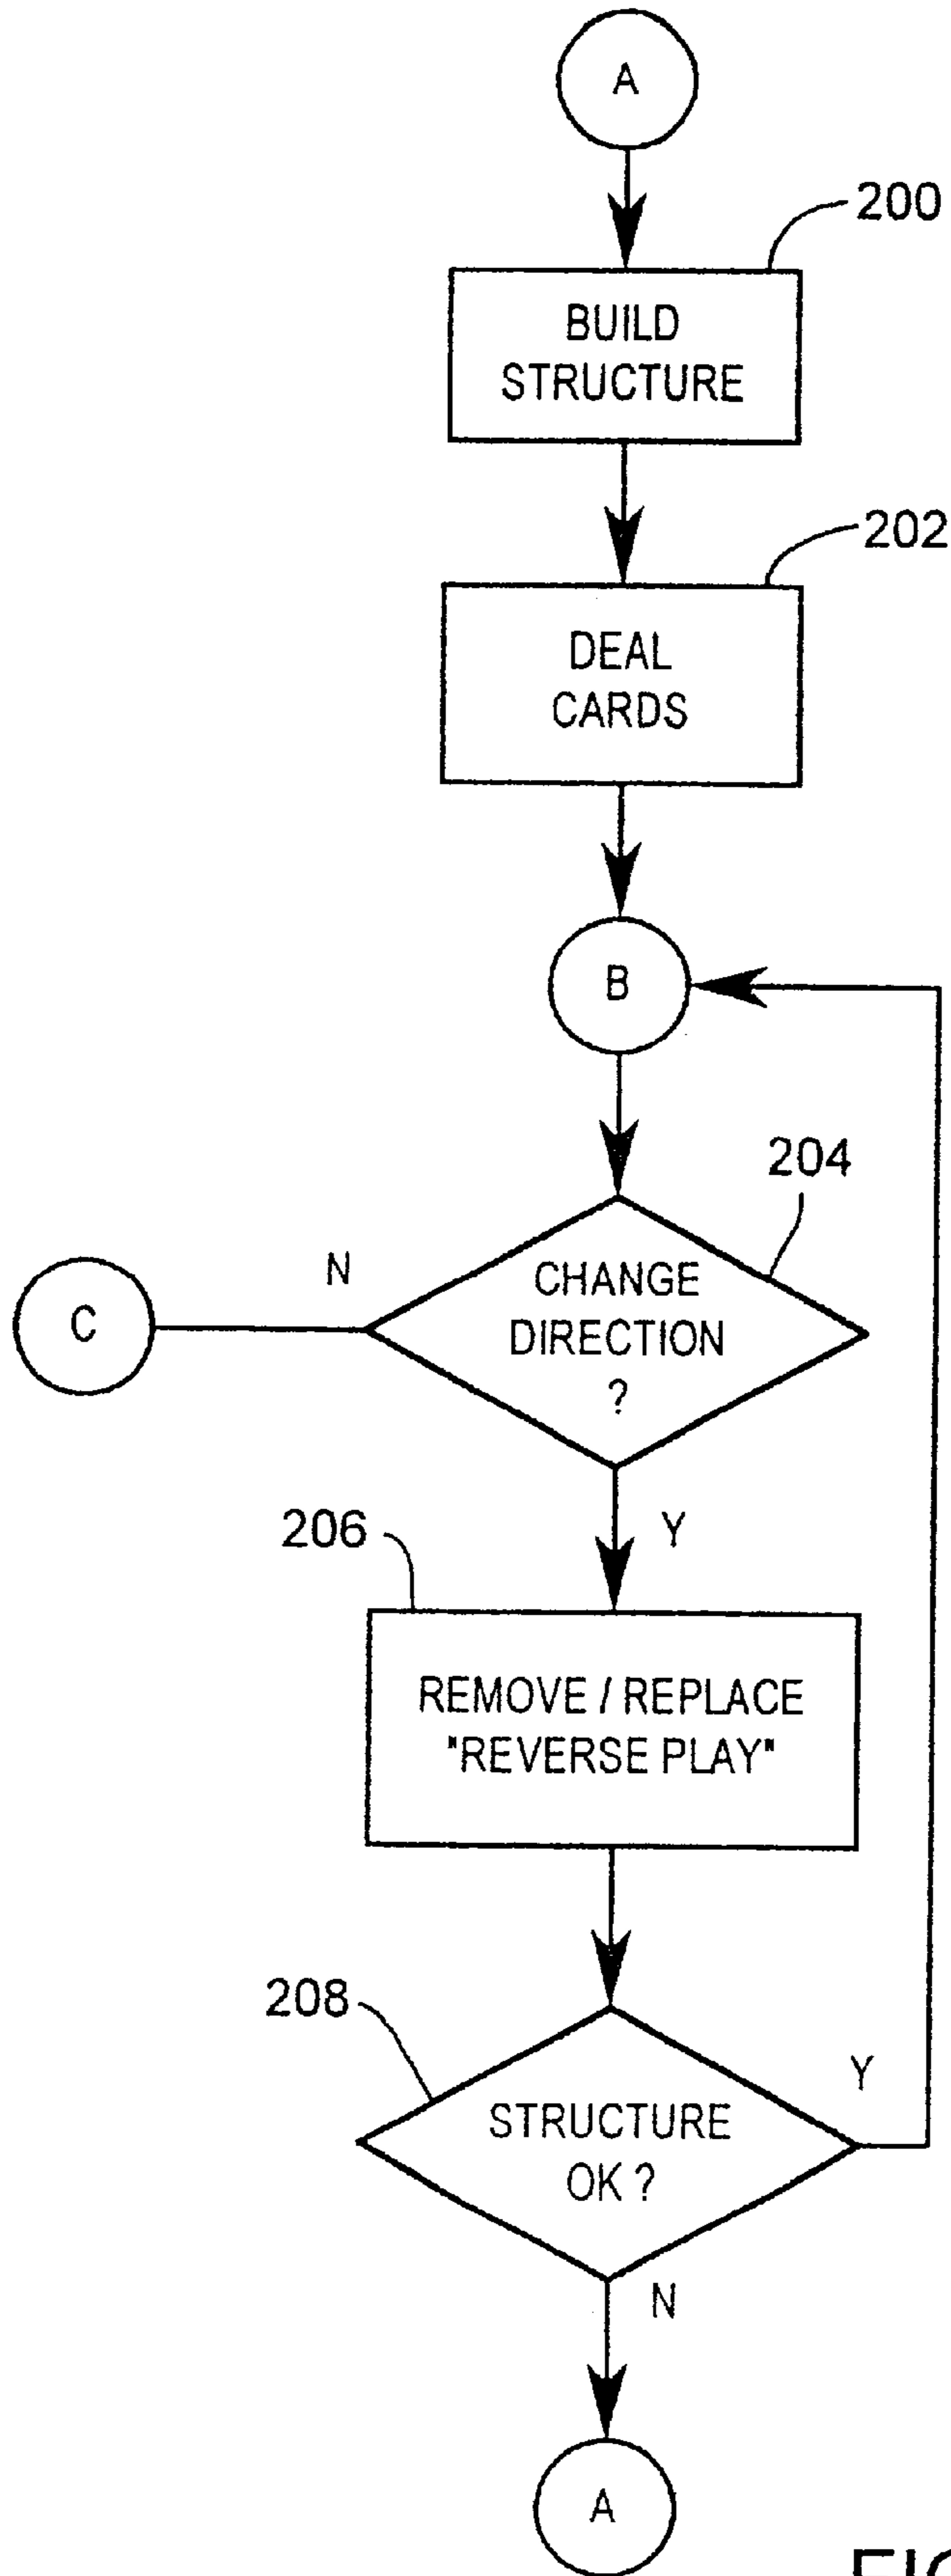 A
200
BUILD
STRUCTURE
202
DEAL
CARDS
B
204
N
CHANGE
DIRECTION
?
C
206
Y
REMOVE / REPLACE
"REVERSE PLAY"
208
Y
STRUCTURE
OK ?
N
A